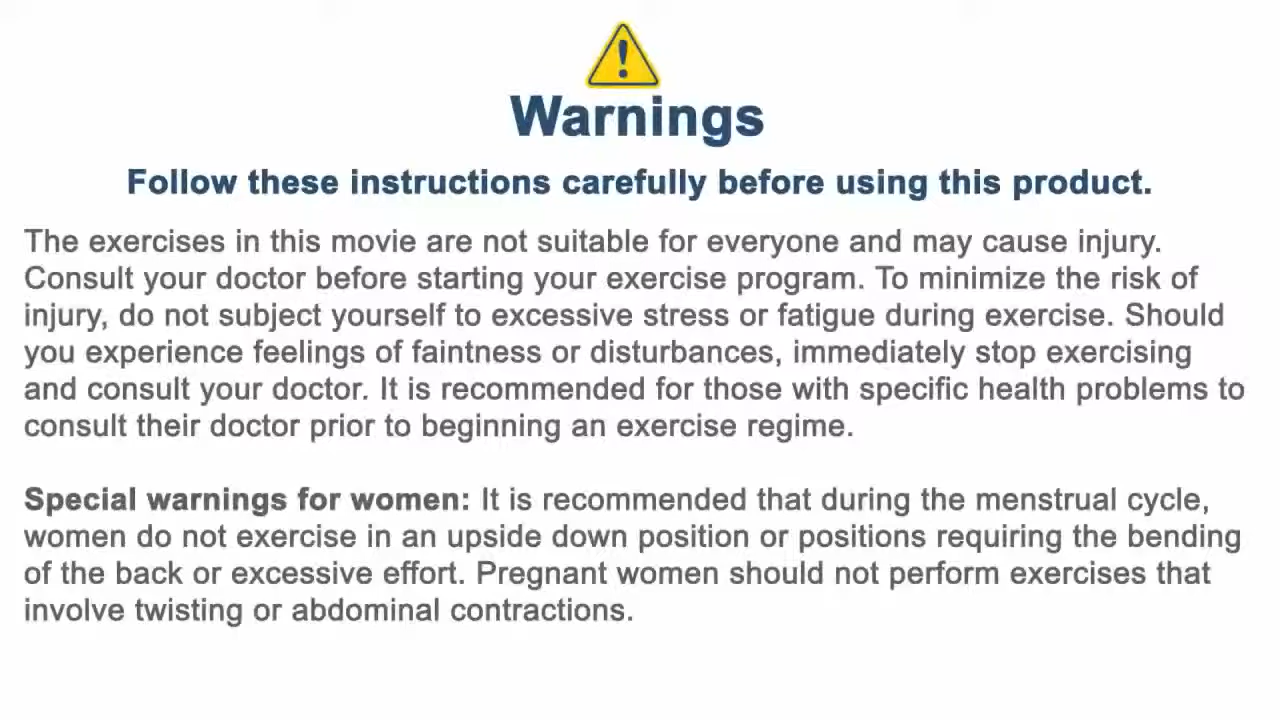 Warnings
Follow these instructions carefully before using this product.
The exercises in this movie are not suitable for everyone and may cause injury.
Consult your doctor before starting your exercise program. To minimize the risk of
injury, do not subject yourself to excessive stress or fatigue during exercise. Should
you experience feelings of faintness or disturbances, immediately stop exercising
and consult your doctor. It is recommended for those with specific health problems to
consult their doctor prior to beginning an exercise regime.
Special warnings for women: It is recommended that during the menstrual cycle,
women do not exercise in an upside down position or positions requiring the bending
of the back or excessive effort. Pregnant women should not perform exercises that
involve twisting or abdominal contractions.